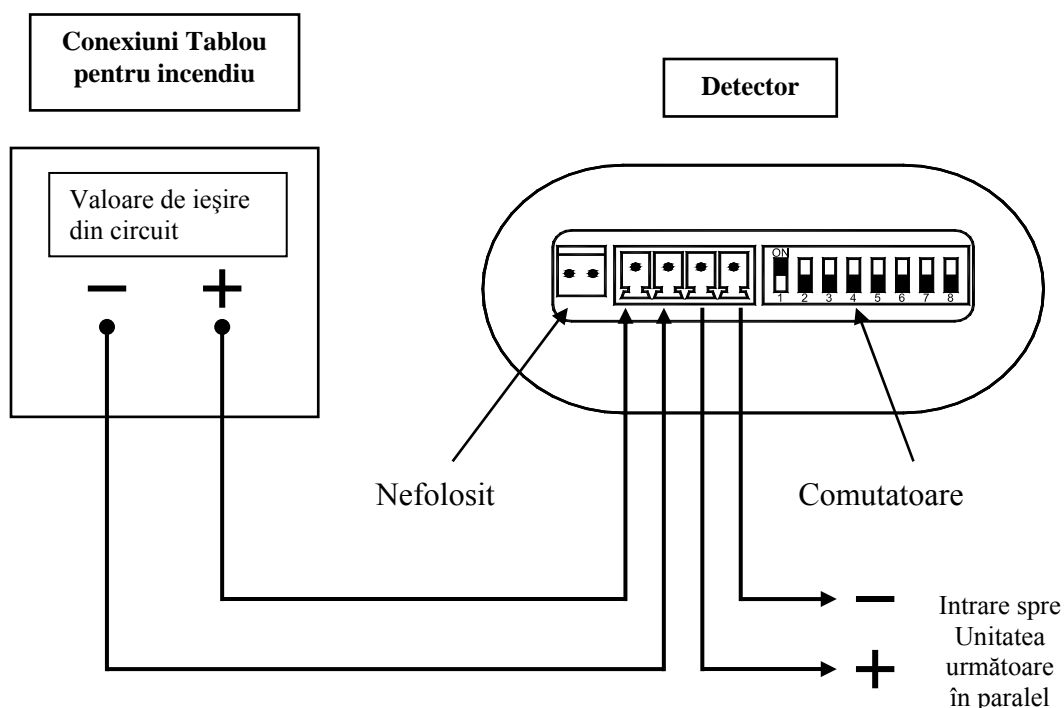 Conexiuni Tablou
pentru incendiu
Detector
Valoare de ieşire
din circuit
− +
ON
1 2 3 4 5 6 7 8
Nefolosit
Comutatoare
−
+
Intrare spre
Unitatea
următoare
în paralel